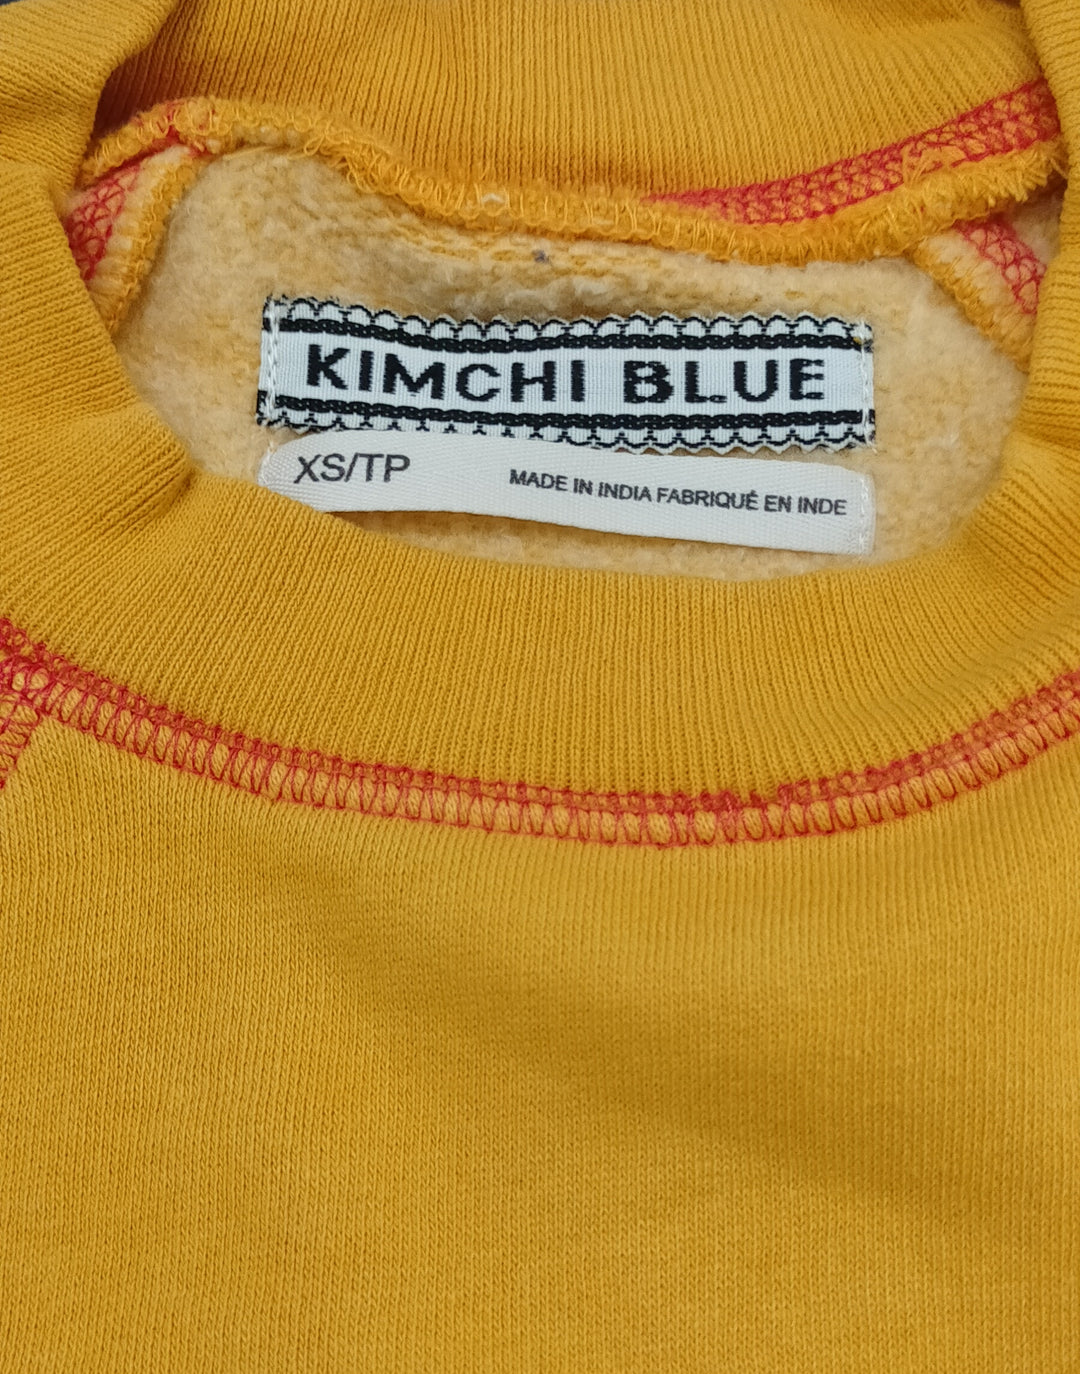 KIMCHI BLUE
XS/TP
MADE IN INDIA FABRIQUÉ EN INDE